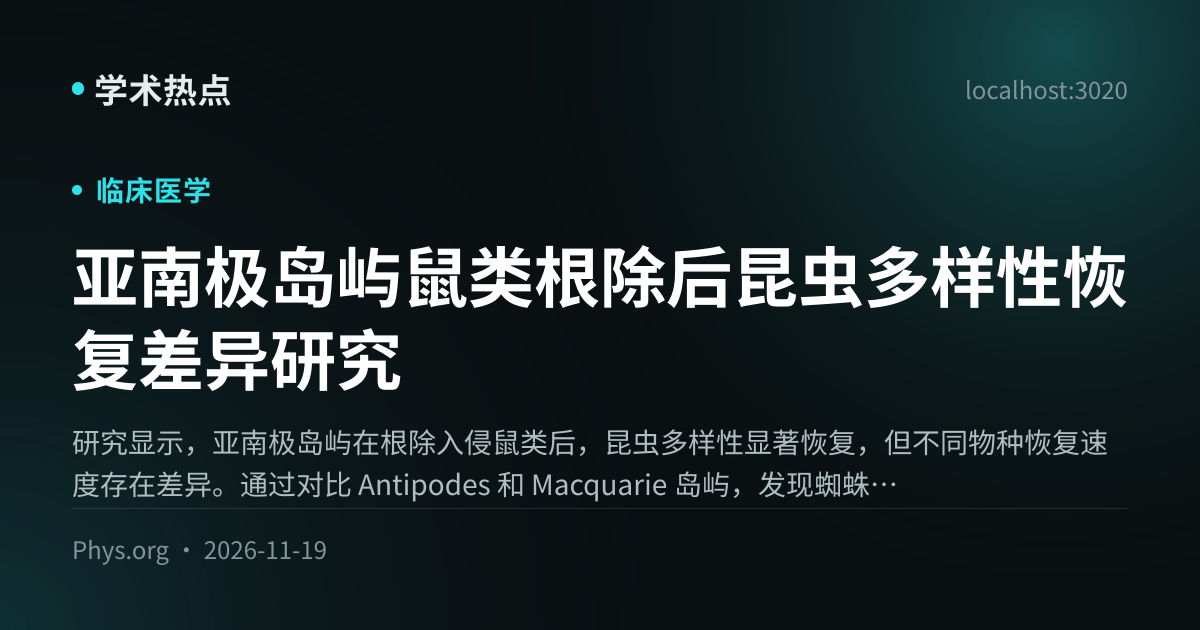 学术热点
localhost:3020
临床医学
亚南极岛屿鼠类根除后昆虫多样性恢
复差异研究
研究显示，亚南极岛屿在根除入侵鼠类后，昆虫多样性显著恢复，但不同物种恢复速
度存在差异。通过对比 Antipodes 和 Macquarie 岛屿，发现蜘蛛…
Phys.org • 2026-11-19